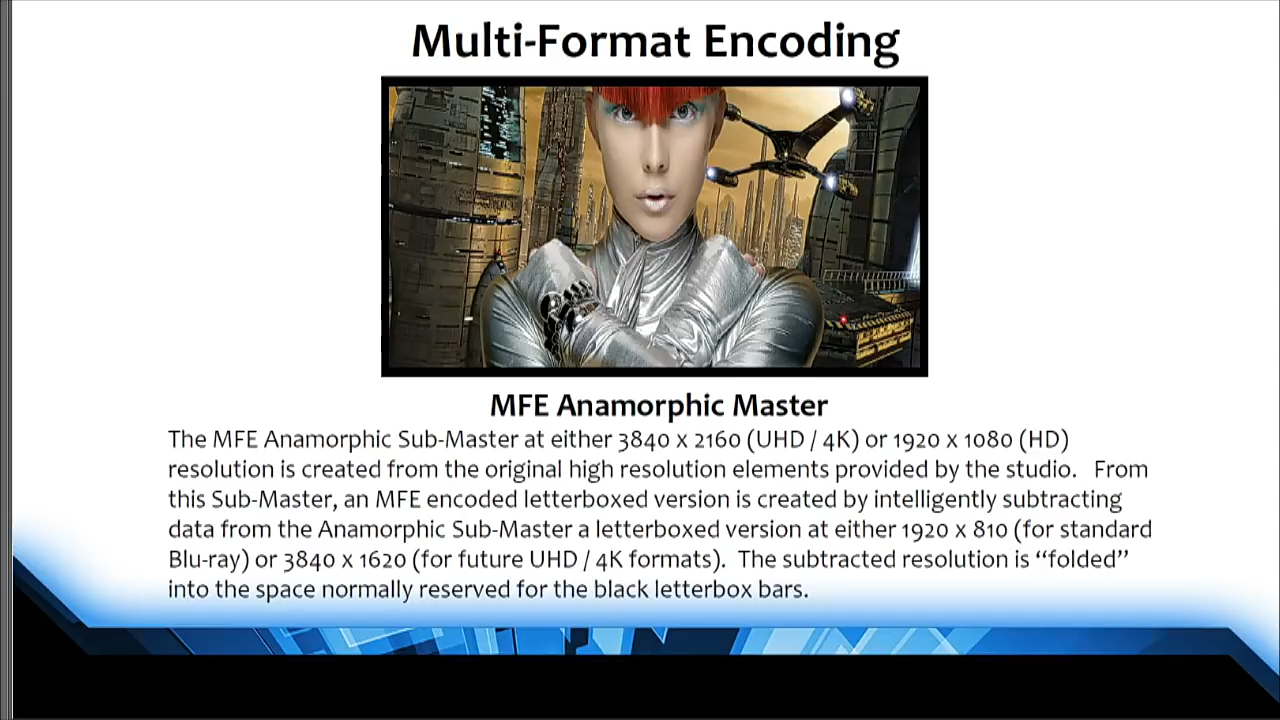 Multi-Format Encoding
MFE Anamorphic Master
The MFE Anamorphic Sub-Master at either 3840 x 2160 (UHD / 4K) or 1920 x 1080 (HD)
resolution is created from the original high resolution elements provided by the studio.   From
this Sub-Master, an MFE encoded letterboxed version is created by intelligently subtracting
data from the Anamorphic Sub-Master a letterboxed version at either 1920 x 810 (for standard
Blu-ray) or 3840 x 1620 (for future UHD / 4K formats).  The subtracted resolution is “folded”
into the space normally reserved for the black letterbox bars.